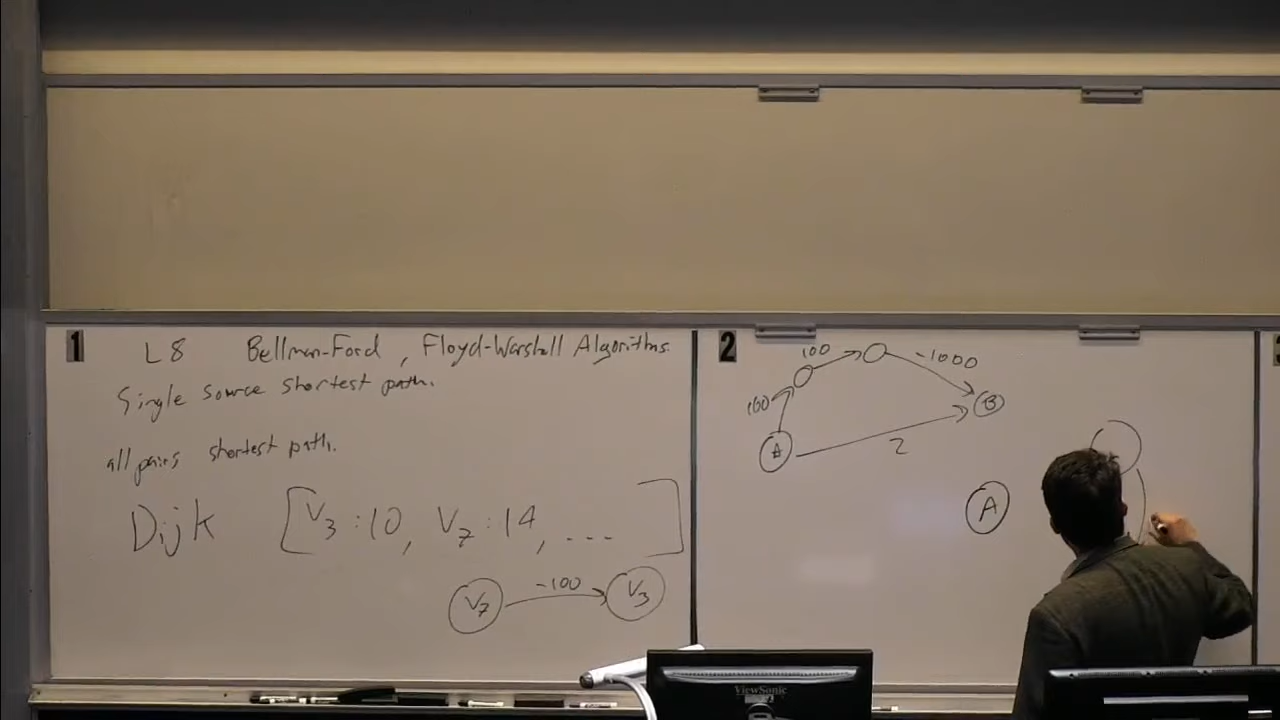 1
L8 Bellman-Ford, Floyd-Warshall Algorithms.
Single source shortest path.
all pairs shortest path.
Dijk [V3:10, V7:14, ...]
V7 -100 V3
2
100 -1000
100 B
A 2
A
ViewSonic